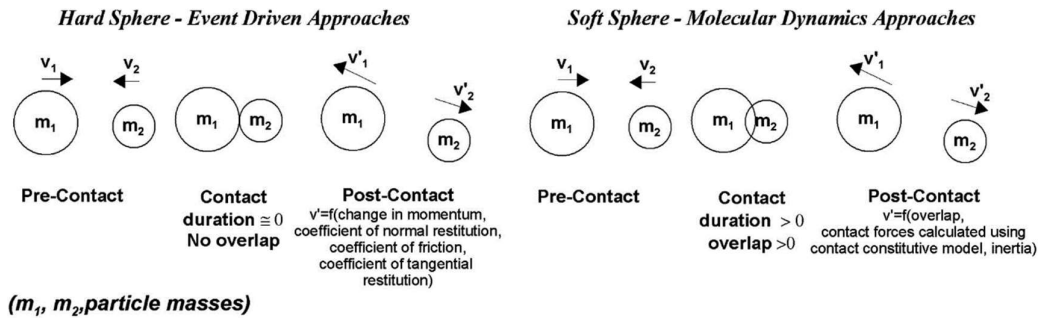 Hard Sphere - Event Driven Approaches
v₁
v₂
v'₁
v'₂
m₁
m₂
m₁
m₂
m₁
m₂
Pre-Contact
Contact
duration ≅ 0
No overlap
Post-Contact
v'=f(change in momentum,
coefficient of normal restitution,
coefficient of friction,
coefficient of tangential
restitution)
Soft Sphere - Molecular Dynamics Approaches
v₁
v₂
v'₁
v'₂
m₁
m₂
m₁
m₂
m₁
m₂
Pre-Contact
Contact
duration > 0
overlap >0
Post-Contact
v'=f(overlap,
contact forces calculated using
contact constitutive model, inertia)
(m₁, m₂,particle masses)